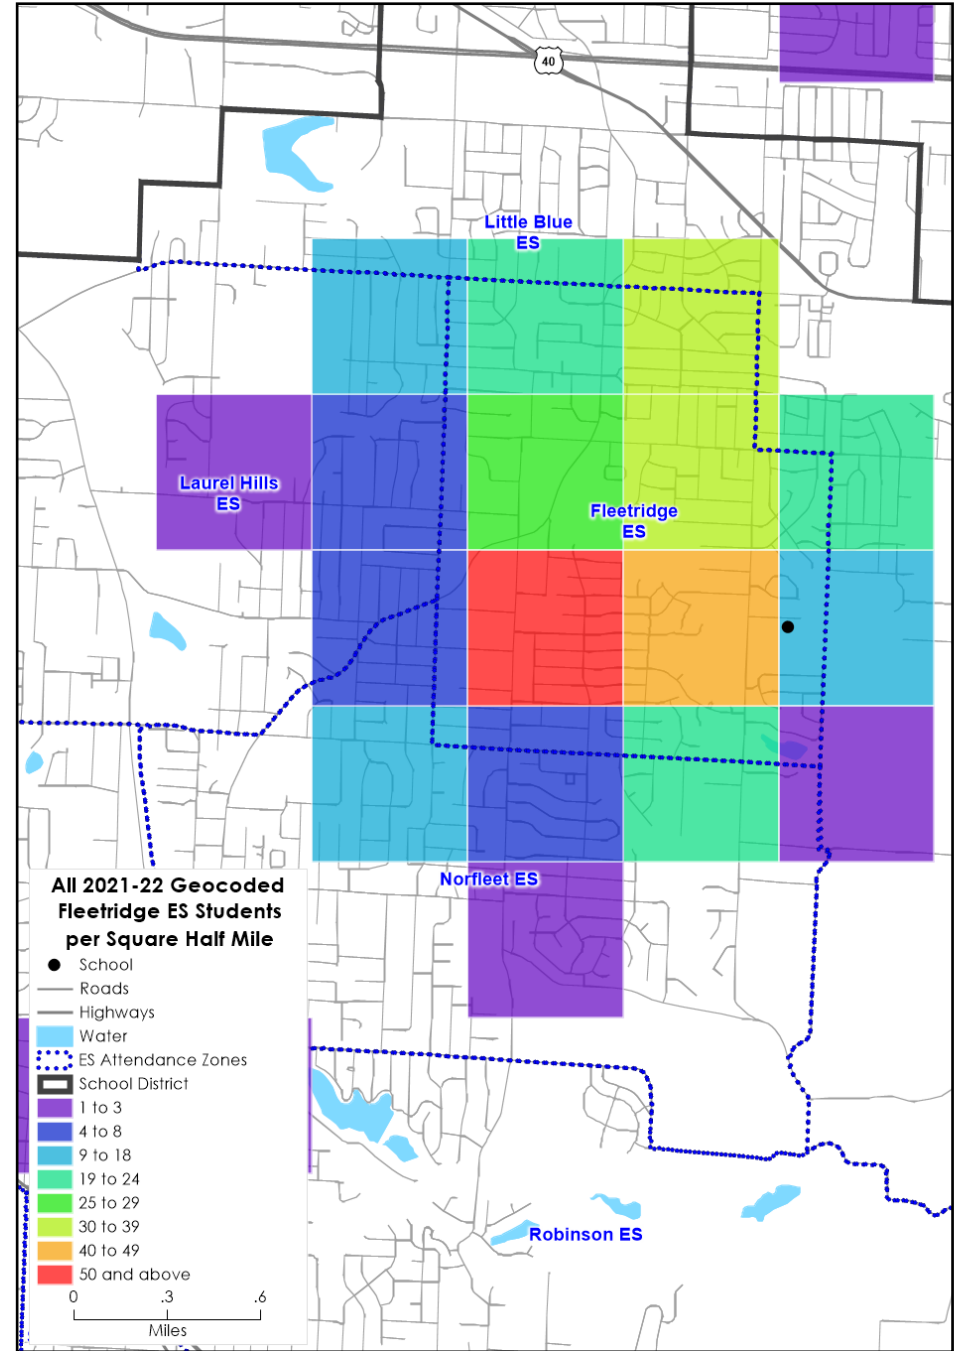 40
Little Blue
ES
Laurel Hills
ES
Fleetridge
ES
Norfleet ES
Robinson ES
All 2021-22 Geocoded
Fleetridge ES Students
per Square Half Mile
School
Roads
Highways
Water
ES Attendance Zones
School District
1 to 3
4 to 8
9 to 18
19 to 24
25 to 29
30 to 39
40 to 49
50 and above
0 .3 .6
Miles